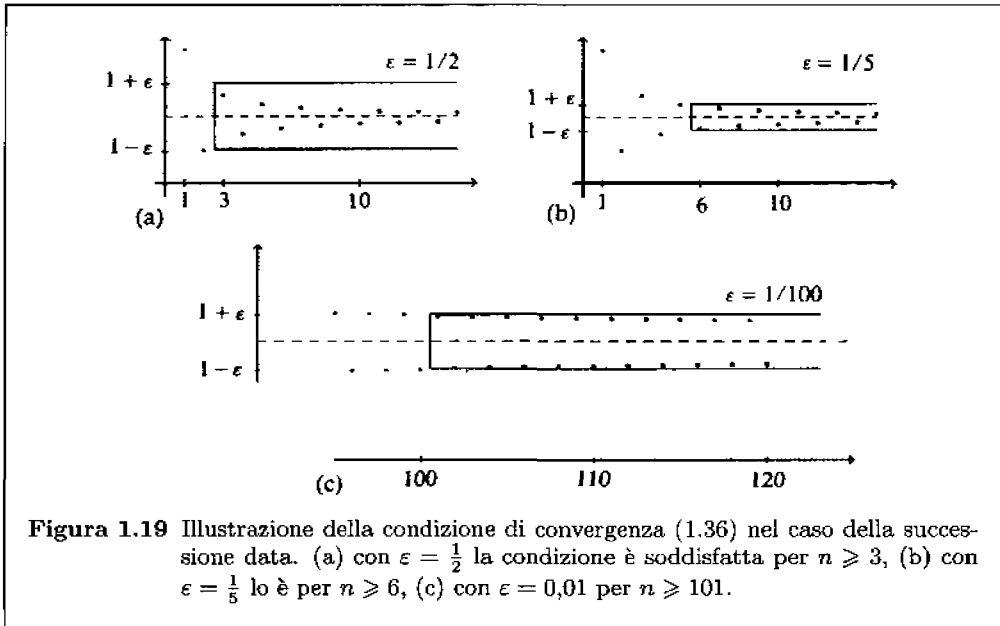 ε = 1/2
1 + ε
1 − ε
1
3
10
(a)
ε = 1/5
1 + ε
1 − ε
1
6
10
(b)
ε = 1/100
1 + ε
1 − ε
100
110
120
(c)
Figura 1.19 Illustrazione della condizione di convergenza (1.36) nel caso della succes-
sione data. (a) con ε = 1/2 la condizione è soddisfatta per n ⩾ 3, (b) con
ε = 1/5 lo è per n ⩾ 6, (c) con ε = 0,01 per n ⩾ 101.